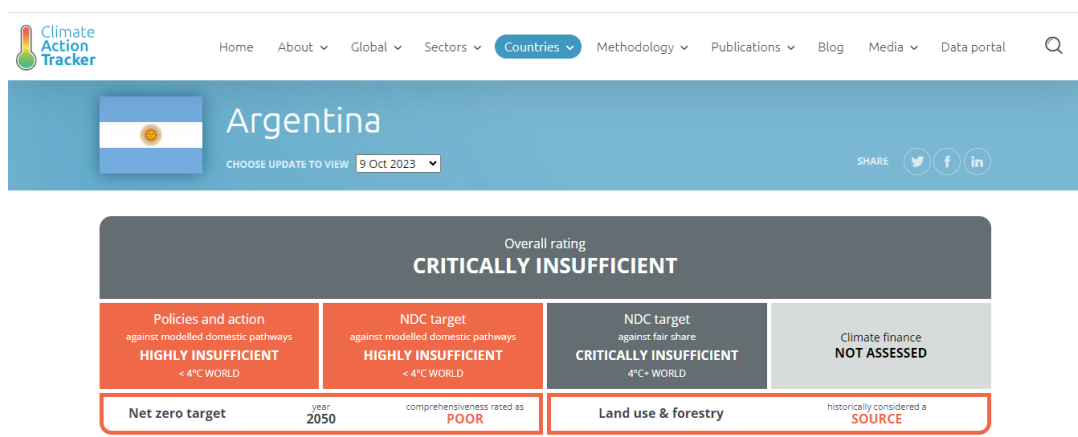 Climate
Action
Tracker
Home About Global Sectors Countries Methodology Publications Blog Media Data portal
Argentina
CHOOSE UPDATE TO VIEW 9 Oct 2023
SHARE f in
Overall rating
CRITICALLY INSUFFICIENT
Policies and action
against modelled domestic pathways
HIGHLY INSUFFICIENT
< 4°C WORLD
NDC target
against modelled domestic pathways
HIGHLY INSUFFICIENT
< 4°C WORLD
NDC target
against fair share
CRITICALLY INSUFFICIENT
4°C+ WORLD
Climate finance
NOT ASSESSED
Net zero target
year
2050
comprehensiveness rated as
POOR
Land use & forestry
historically considered a
SOURCE